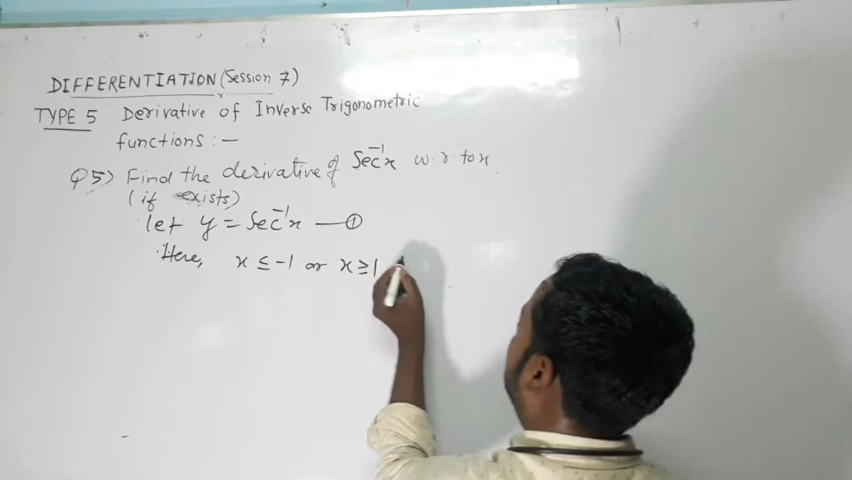 DIFFERENTIATION (Session 7)
TYPE 5 Derivative of Inverse Trigonometric
functions :—
Q5) Find the derivative of Sec⁻¹x w.r to x
(if exists)
let y = Sec⁻¹x —①
Here, x ≤ -1 or x ≥ 1